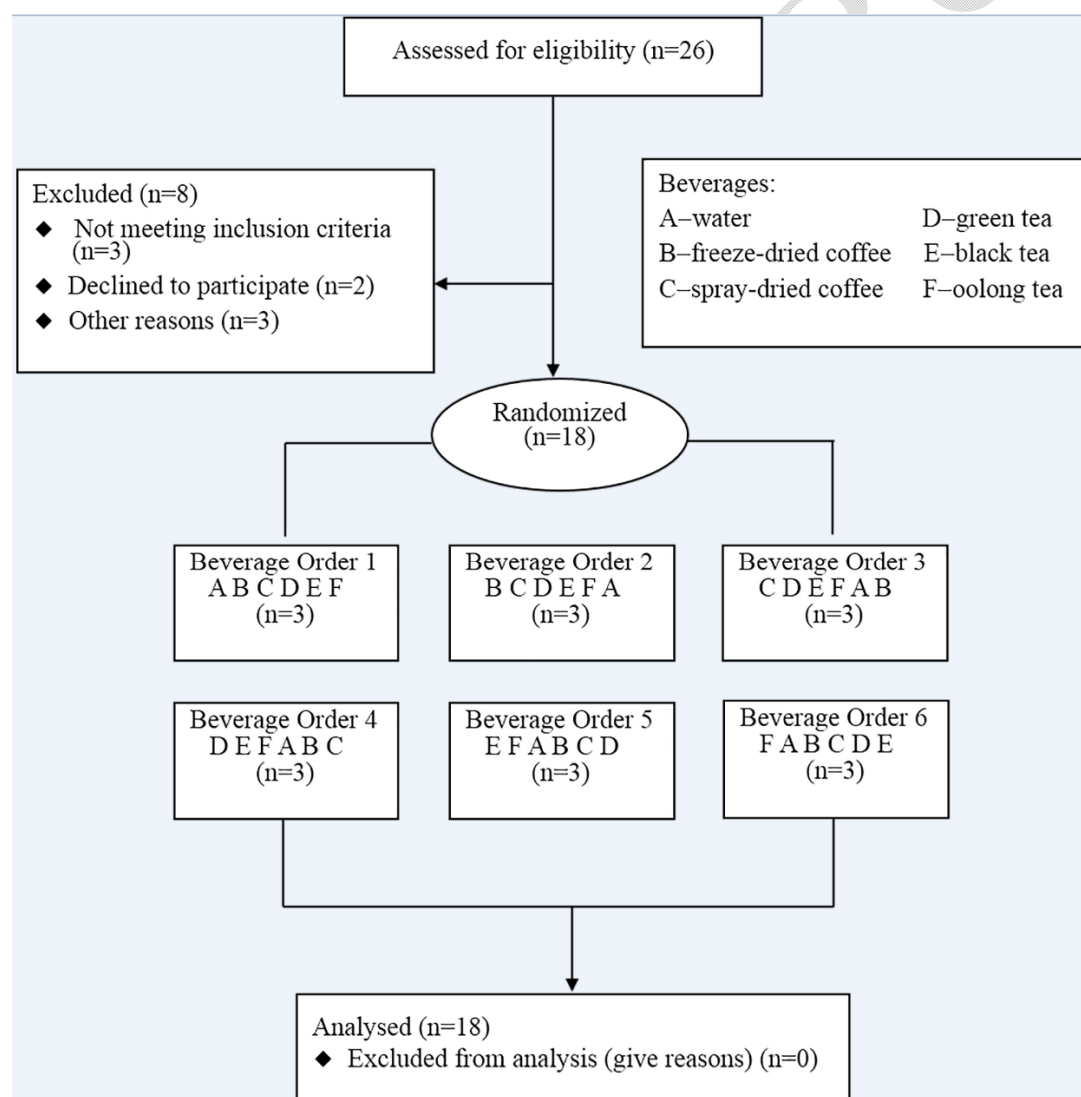 Assessed for eligibility (n=26)
Excluded (n=8)
◆ Not meeting inclusion criteria
(n=3)
◆ Declined to participate (n=2)
◆ Other reasons (n=3)
Beverages:
A–water D–green tea
B–freeze-dried coffee E–black tea
C–spray-dried coffee F–oolong tea
Randomized
(n=18)
Beverage Order 1
A B C D E F
(n=3)
Beverage Order 2
B C D E F A
(n=3)
Beverage Order 3
C D E F A B
(n=3)
Beverage Order 4
D E F A B C
(n=3)
Beverage Order 5
E F A B C D
(n=3)
Beverage Order 6
F A B C D E
(n=3)
Analysed (n=18)
◆ Excluded from analysis (give reasons) (n=0)